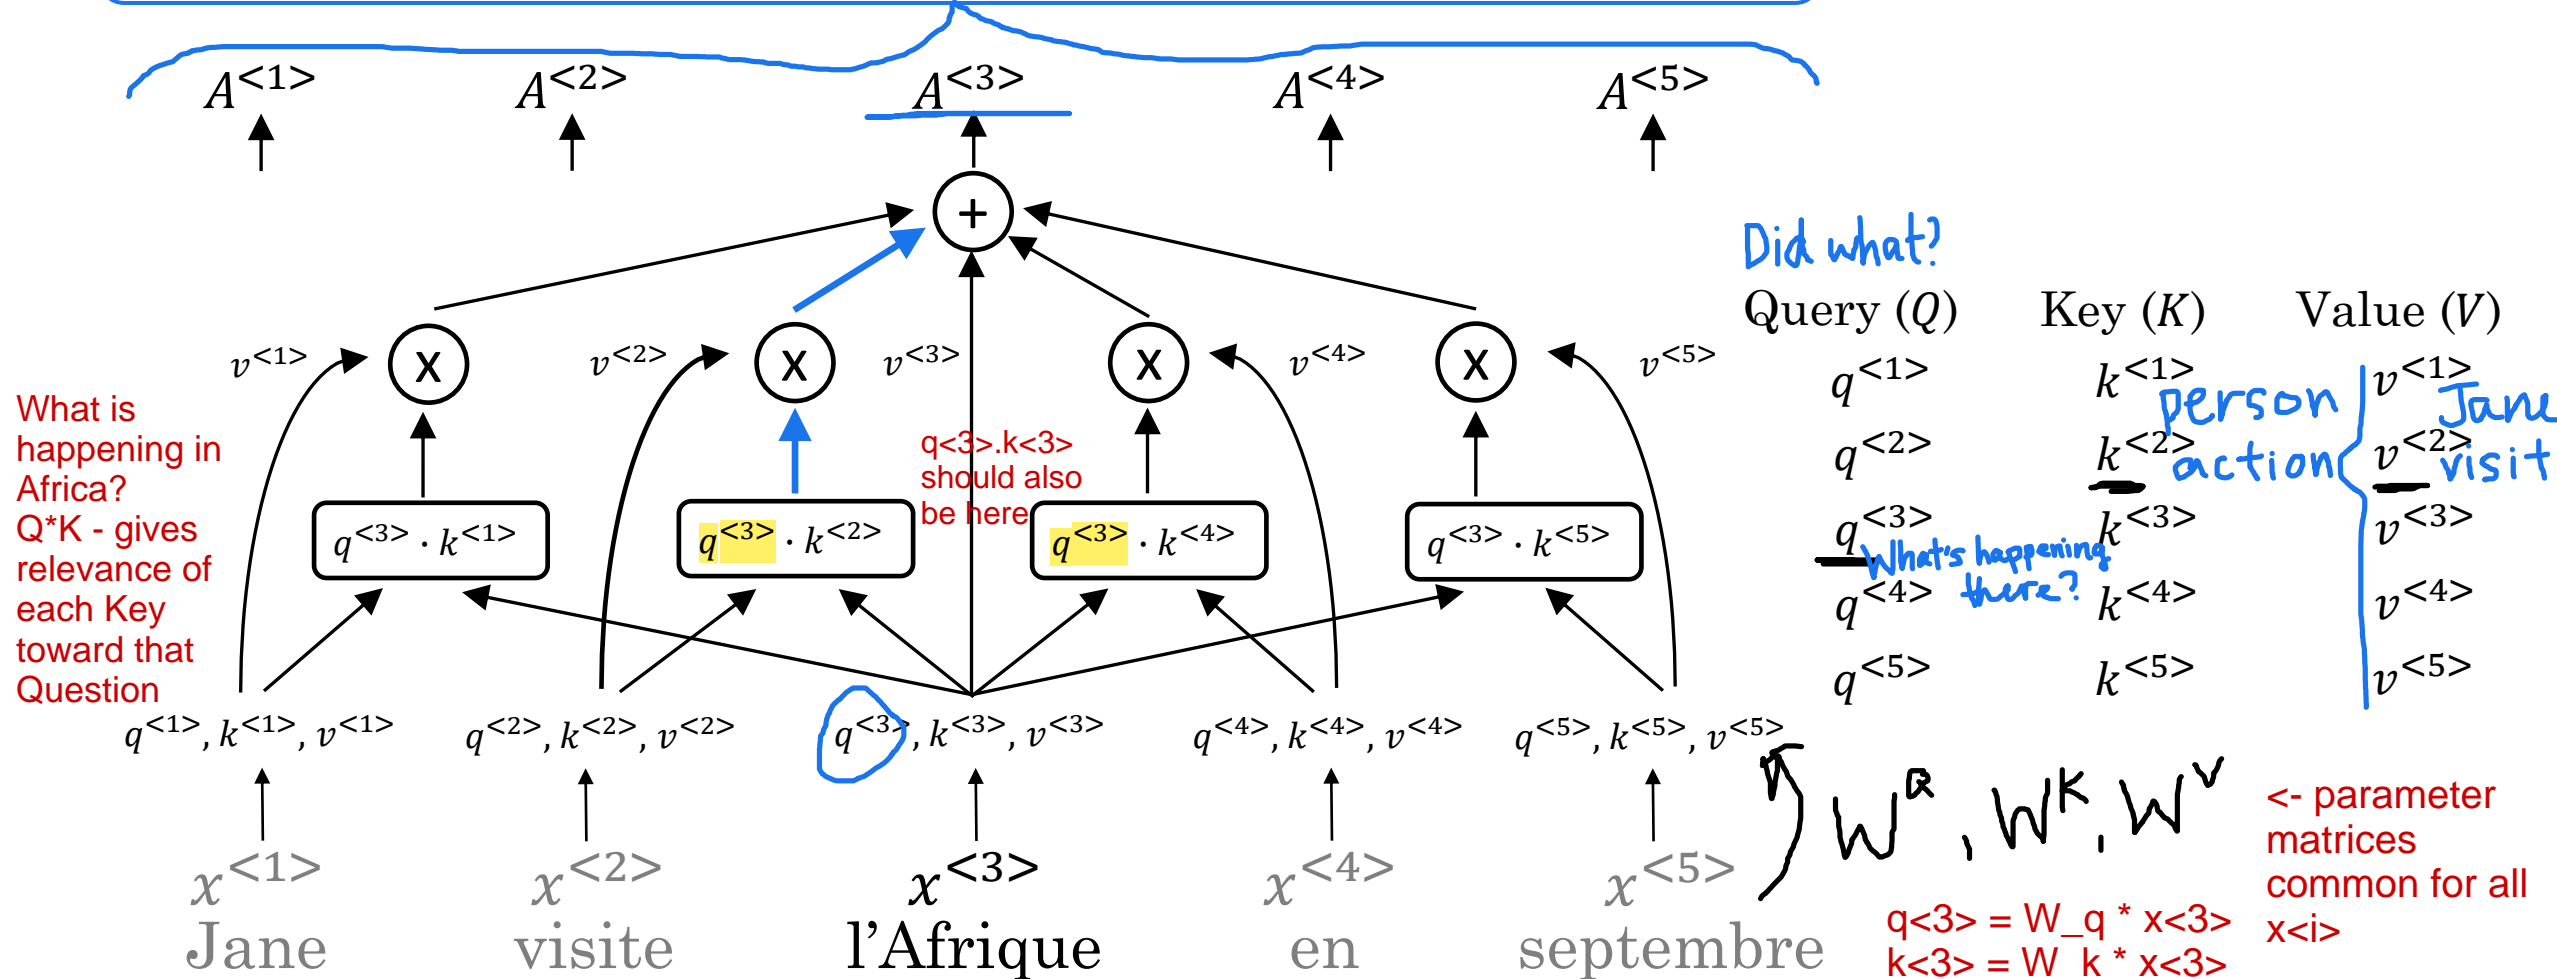 A<1> A<2> A<3> A<4> A<5>
+
Did what?
Query (Q) Key (K) Value (V)
v<1> x v<2> x v<3> x v<4> x v<5>
q<1> k<1> person v<1> Jane
q<2> k<2> action v<2> visit
q<3> k<3> v<3>
What's happening
there?
q<4> k<4> v<4>
q<5> k<5> v<5>
What is
happening in
Africa?
Q*K - gives
relevance of
each Key
toward that
Question
q<3>.k<3>
should also
be here
q<3> · k<1> q<3> · k<2> q<3> · k<4> q<3> · k<5>
q<1>, k<1>, v<1> q<2>, k<2>, v<2> q<3>, k<3>, v<3> q<4>, k<4>, v<4> q<5>, k<5>, v<5>
W^Q, W^K, W^V
<- parameter
matrices
common for all
x<i>
x<1> x<2> x<3> x<4> x<5>
Jane visite l'Afrique en septembre
q<3> = W_q * x<3>
k<3> = W_k * x<3>